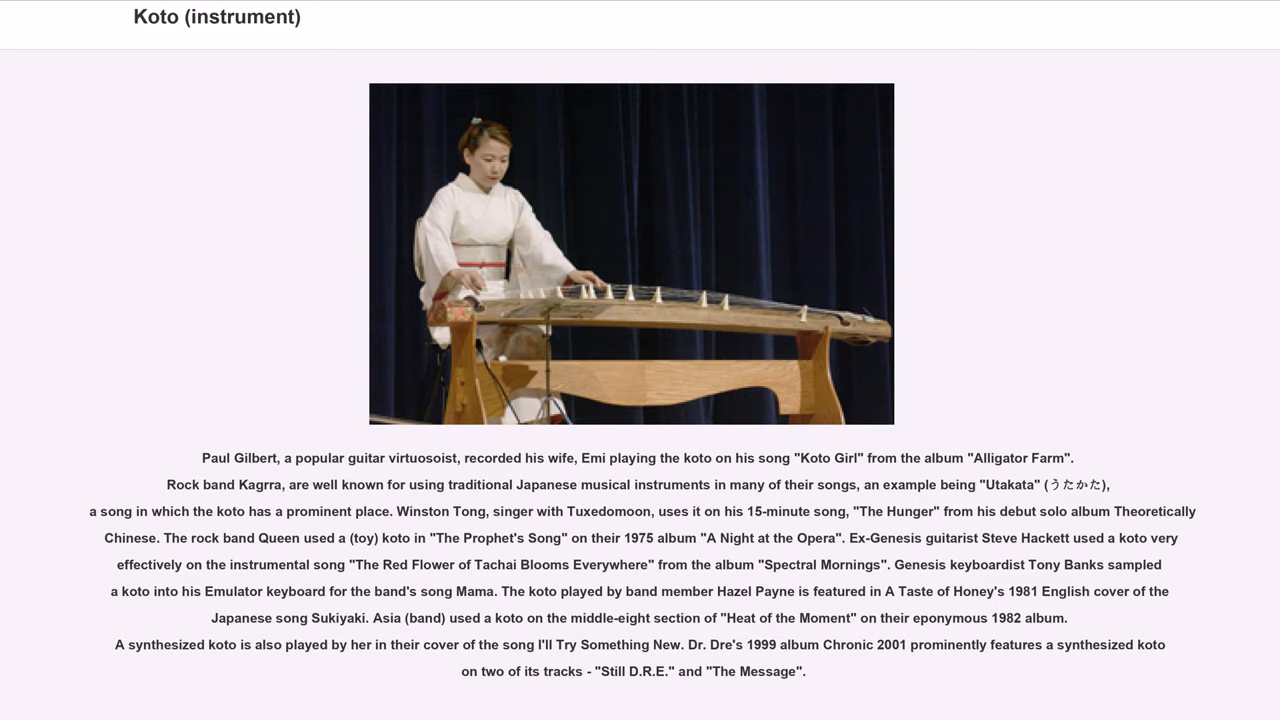 Koto (instrument)
Paul Gilbert, a popular guitar virtuosoist, recorded his wife, Emi playing the koto on his song "Koto Girl" from the album "Alligator Farm".
Rock band Kagrra, are well known for using traditional Japanese musical instruments in many of their songs, an example being "Utakata" (うたかた),
a song in which the koto has a prominent place. Winston Tong, singer with Tuxedomoon, uses it on his 15-minute song, "The Hunger" from his debut solo album Theoretically
Chinese. The rock band Queen used a (toy) koto in "The Prophet's Song" on their 1975 album "A Night at the Opera". Ex-Genesis guitarist Steve Hackett used a koto very
effectively on the instrumental song "The Red Flower of Tachai Blooms Everywhere" from the album "Spectral Mornings". Genesis keyboardist Tony Banks sampled
a koto into his Emulator keyboard for the band's song Mama. The koto played by band member Hazel Payne is featured in A Taste of Honey's 1981 English cover of the
Japanese song Sukiyaki. Asia (band) used a koto on the middle-eight section of "Heat of the Moment" on their eponymous 1982 album.
A synthesized koto is also played by her in their cover of the song I'll Try Something New. Dr. Dre's 1999 album Chronic 2001 prominently features a synthesized koto
on two of its tracks - "Still D.R.E." and "The Message".